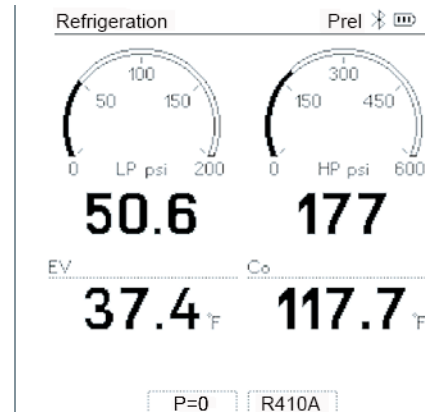 Refrigeration Prel
100 300
50 150 150 450
0 LP psi 200 0 HP psi 600
50.6 177
EV Co
37.4 °F 117.7 °F
P=0 R410A